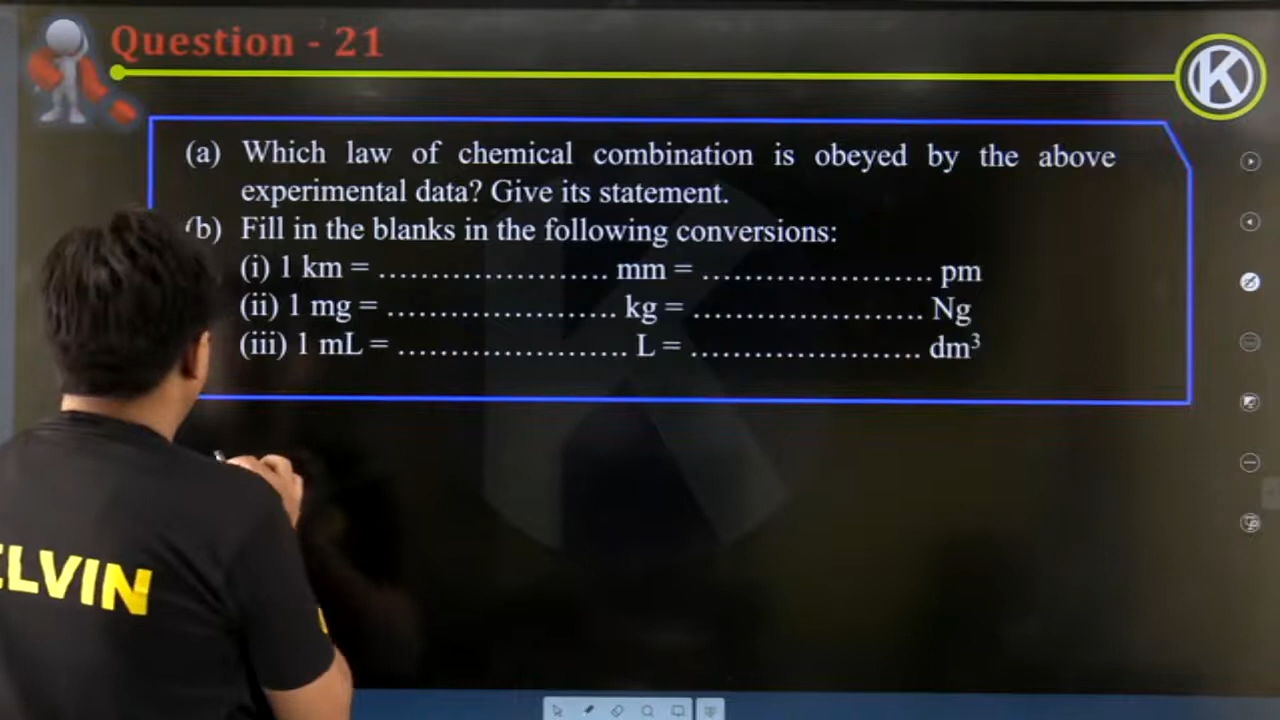 Question - 21
K
(a) Which law of chemical combination is obeyed by the above
experimental data? Give its statement.
(b) Fill in the blanks in the following conversions:
(i) 1 km = ...................... mm = ...................... pm
(ii) 1 mg = ...................... kg = ...................... Ng
(iii) 1 mL = ...................... L = ...................... dm³
ELVIN